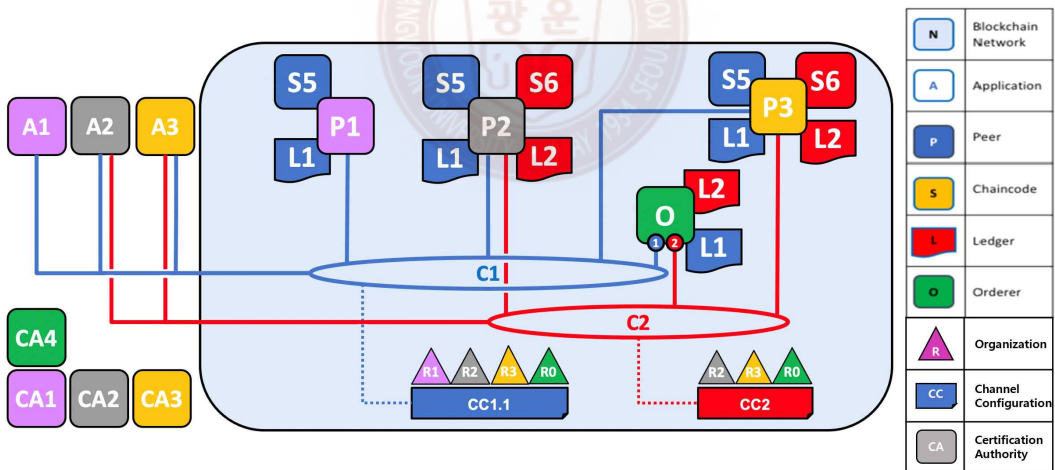 광운
S5
P1
L1
S5
S6
P2
L1
L2
S5
S6
P3
L1
L2
A1
A2
A3
O
L2
1
2
L1
C1
C2
CA4
CA1
CA2
CA3
R1
R2
R3
R0
CC1.1
R2
R3
R0
CC2
N
Blockchain
Network
A
Application
P
Peer
S
Chaincode
L
Ledger
O
Orderer
R
Organization
CC
Channel
Configuration
CA
Certification
Authority